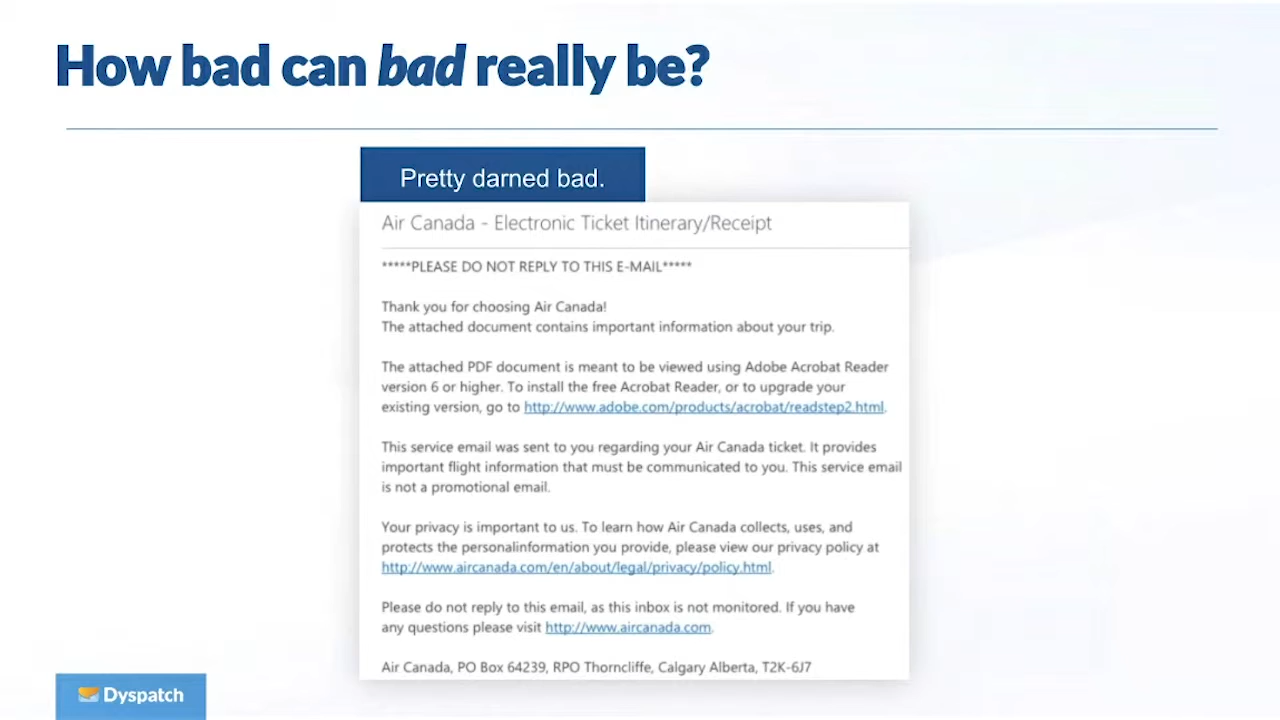 How bad can bad really be?
Pretty darned bad.
Air Canada - Electronic Ticket Itinerary/Receipt
*****PLEASE DO NOT REPLY TO THIS E-MAIL*****
Thank you for choosing Air Canada!
The attached document contains important information about your trip.
The attached PDF document is meant to be viewed using Adobe Acrobat Reader
version 6 or higher. To install the free Acrobat Reader, or to upgrade your
existing version, go to http://www.adobe.com/products/acrobat/readstep2.html.
This service email was sent to you regarding your Air Canada ticket. It provides
important flight information that must be communicated to you. This service email
is not a promotional email.
Your privacy is important to us. To learn how Air Canada collects, uses, and
protects the personalinformation you provide, please view our privacy policy at
http://www.aircanada.com/en/about/legal/privacy/policy.html.
Please do not reply to this email, as this inbox is not monitored. If you have
any questions please visit http://www.aircanada.com.
Air Canada, PO Box 64239, RPO Thorncliffe, Calgary Alberta, T2K-6J7
Dyspatch